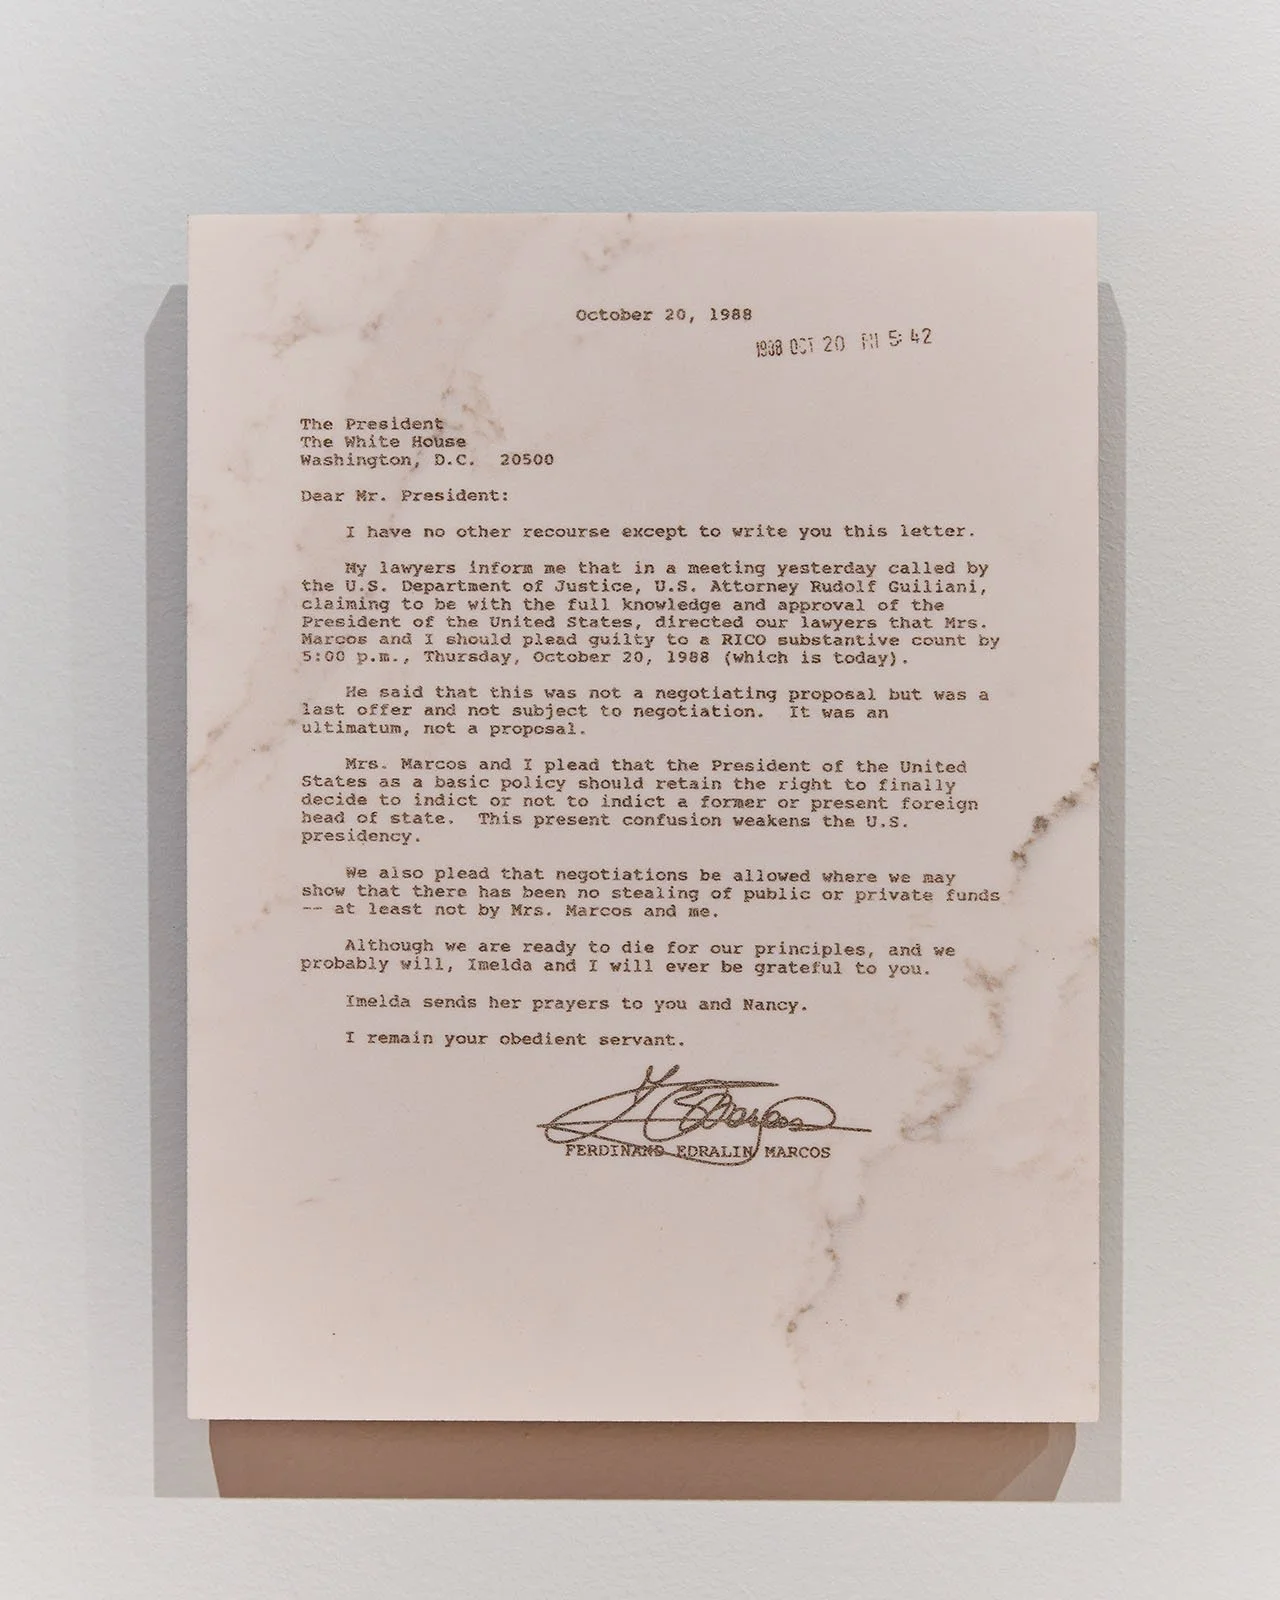 October 20, 1988
1988 OCT 20 PM 5:42
The President
The White House
Washington, D.C. 20500
Dear Mr. President:
I have no other recourse except to write you this letter.
My lawyers inform me that in a meeting yesterday called by
the U.S. Department of Justice, U.S. Attorney Rudolf Guiliani,
claiming to be with the full knowledge and approval of the
President of the United States, directed our lawyers that Mrs.
Marcos and I should plead guilty to a RICO substantive count by
5:00 p.m., Thursday, October 20, 1988 (which is today).
He said that this was not a negotiating proposal but was a
last offer and not subject to negotiation. It was an
ultimatum, not a proposal.
Mrs. Marcos and I plead that the President of the United
States as a basic policy should retain the right to finally
decide to indict or not to indict a former or present foreign
head of state. This present confusion weakens the U.S.
presidency.
We also plead that negotiations be allowed where we may
show that there has been no stealing of public or private funds
-- at least not by Mrs. Marcos and me.
Although we are ready to die for our principles, and we
probably will, Imelda and I will ever be grateful to you.
Imelda sends her prayers to you and Nancy.
I remain your obedient servant.
FERDINAND EDRALIN MARCOS